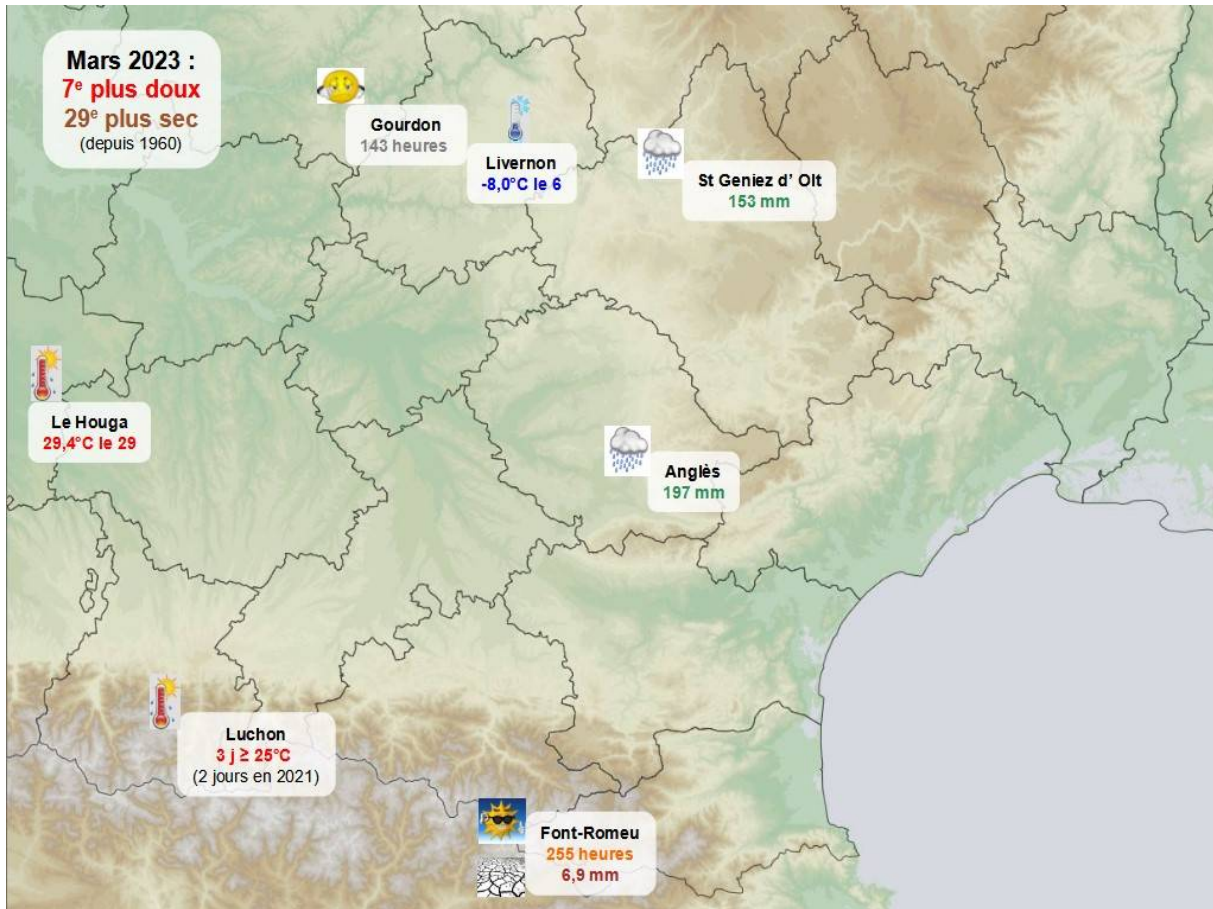 Mars 2023 :
7e plus doux
29e plus sec
(depuis 1960)
Gourdon
143 heures
Livernon
-8,0°C le 6
St Geniez d' Olt
153 mm
Le Houga
29,4°C le 29
Anglès
197 mm
Luchon
3 j ≥ 25°C
(2 jours en 2021)
Font-Romeu
255 heures
6,9 mm